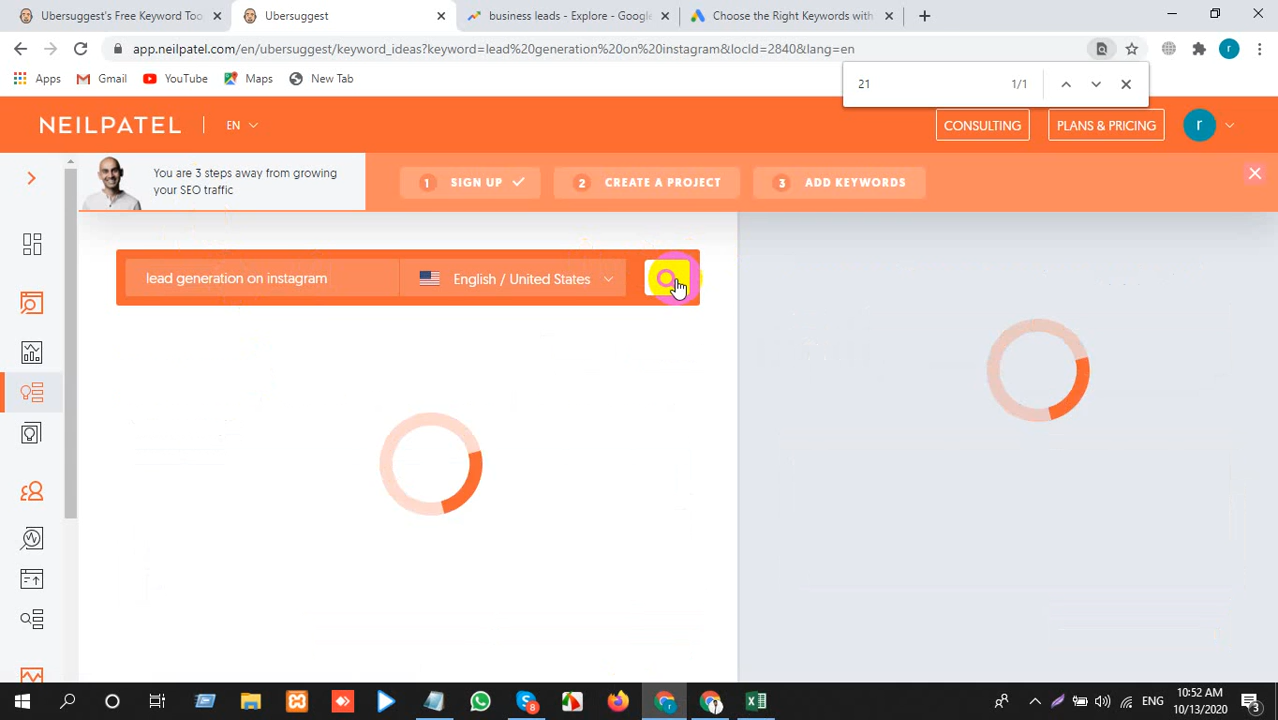 Ubersuggest's Free Keyword Too
Ubersuggest
business leads - Explore - Google
Choose the Right Keywords with
app.neilpatel.com/en/ubersuggest/keyword_ideas?keyword=lead%20generation%20on%20instagram&locId=2840&lang=en
r
Apps
Gmail
YouTube
Maps
New Tab
21
1/1
NEILPATEL
EN
CONSULTING
PLANS & PRICING
r
You are 3 steps away from growing
your SEO traffic
1 SIGN UP
2 CREATE A PROJECT
3 ADD KEYWORDS
lead generation on instagram
English / United States
8
ENG
10:52 AM
10/13/2020
3